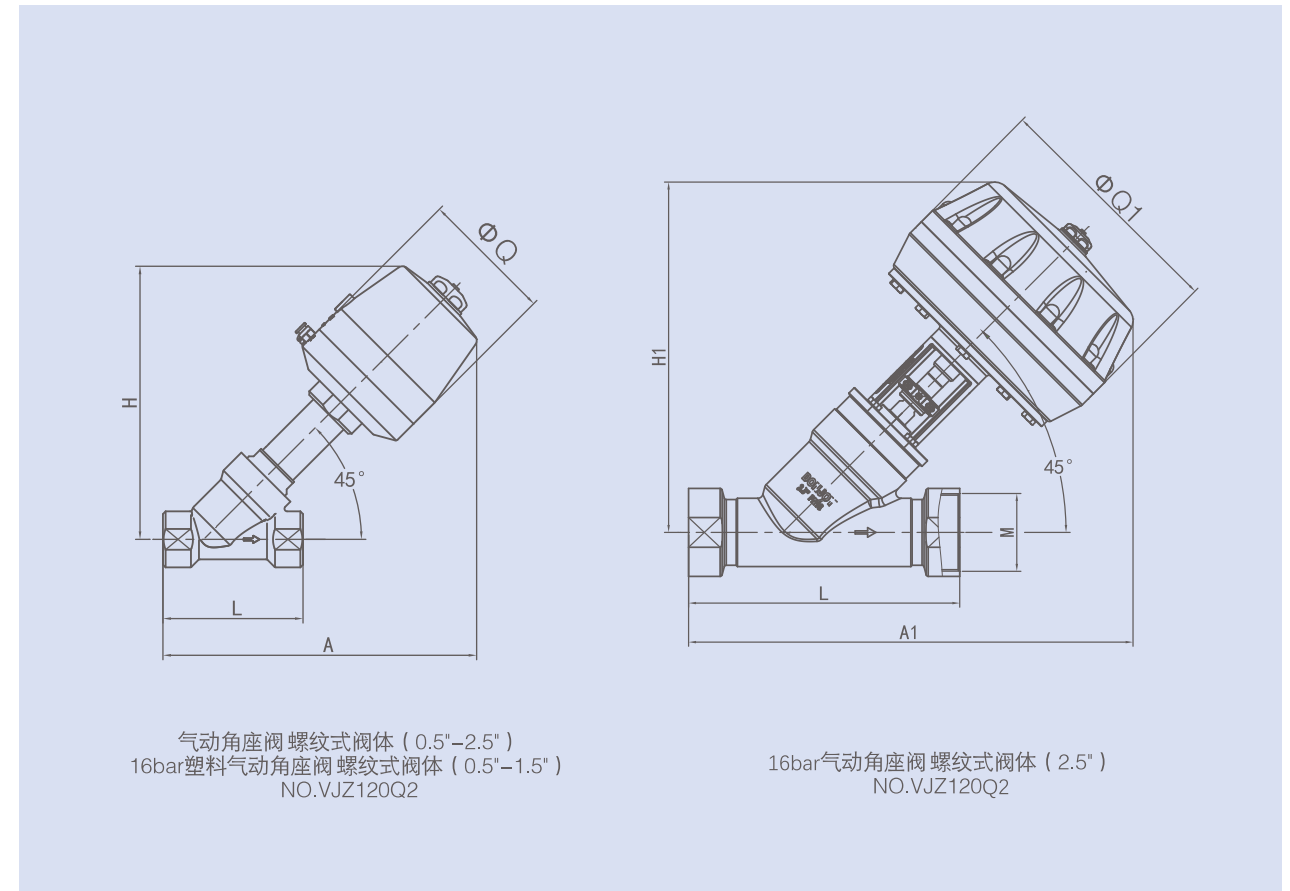 ΦQ
H
45°
L
A
气动角座阀 螺纹式阀体（0.5"-2.5"）
16bar塑料气动角座阀 螺纹式阀体（0.5"-1.5"）
NO.VJZ120Q2
ΦQ1
H1
45°
M
L
A1
16bar气动角座阀 螺纹式阀体（2.5"）
NO.VJZ120Q2